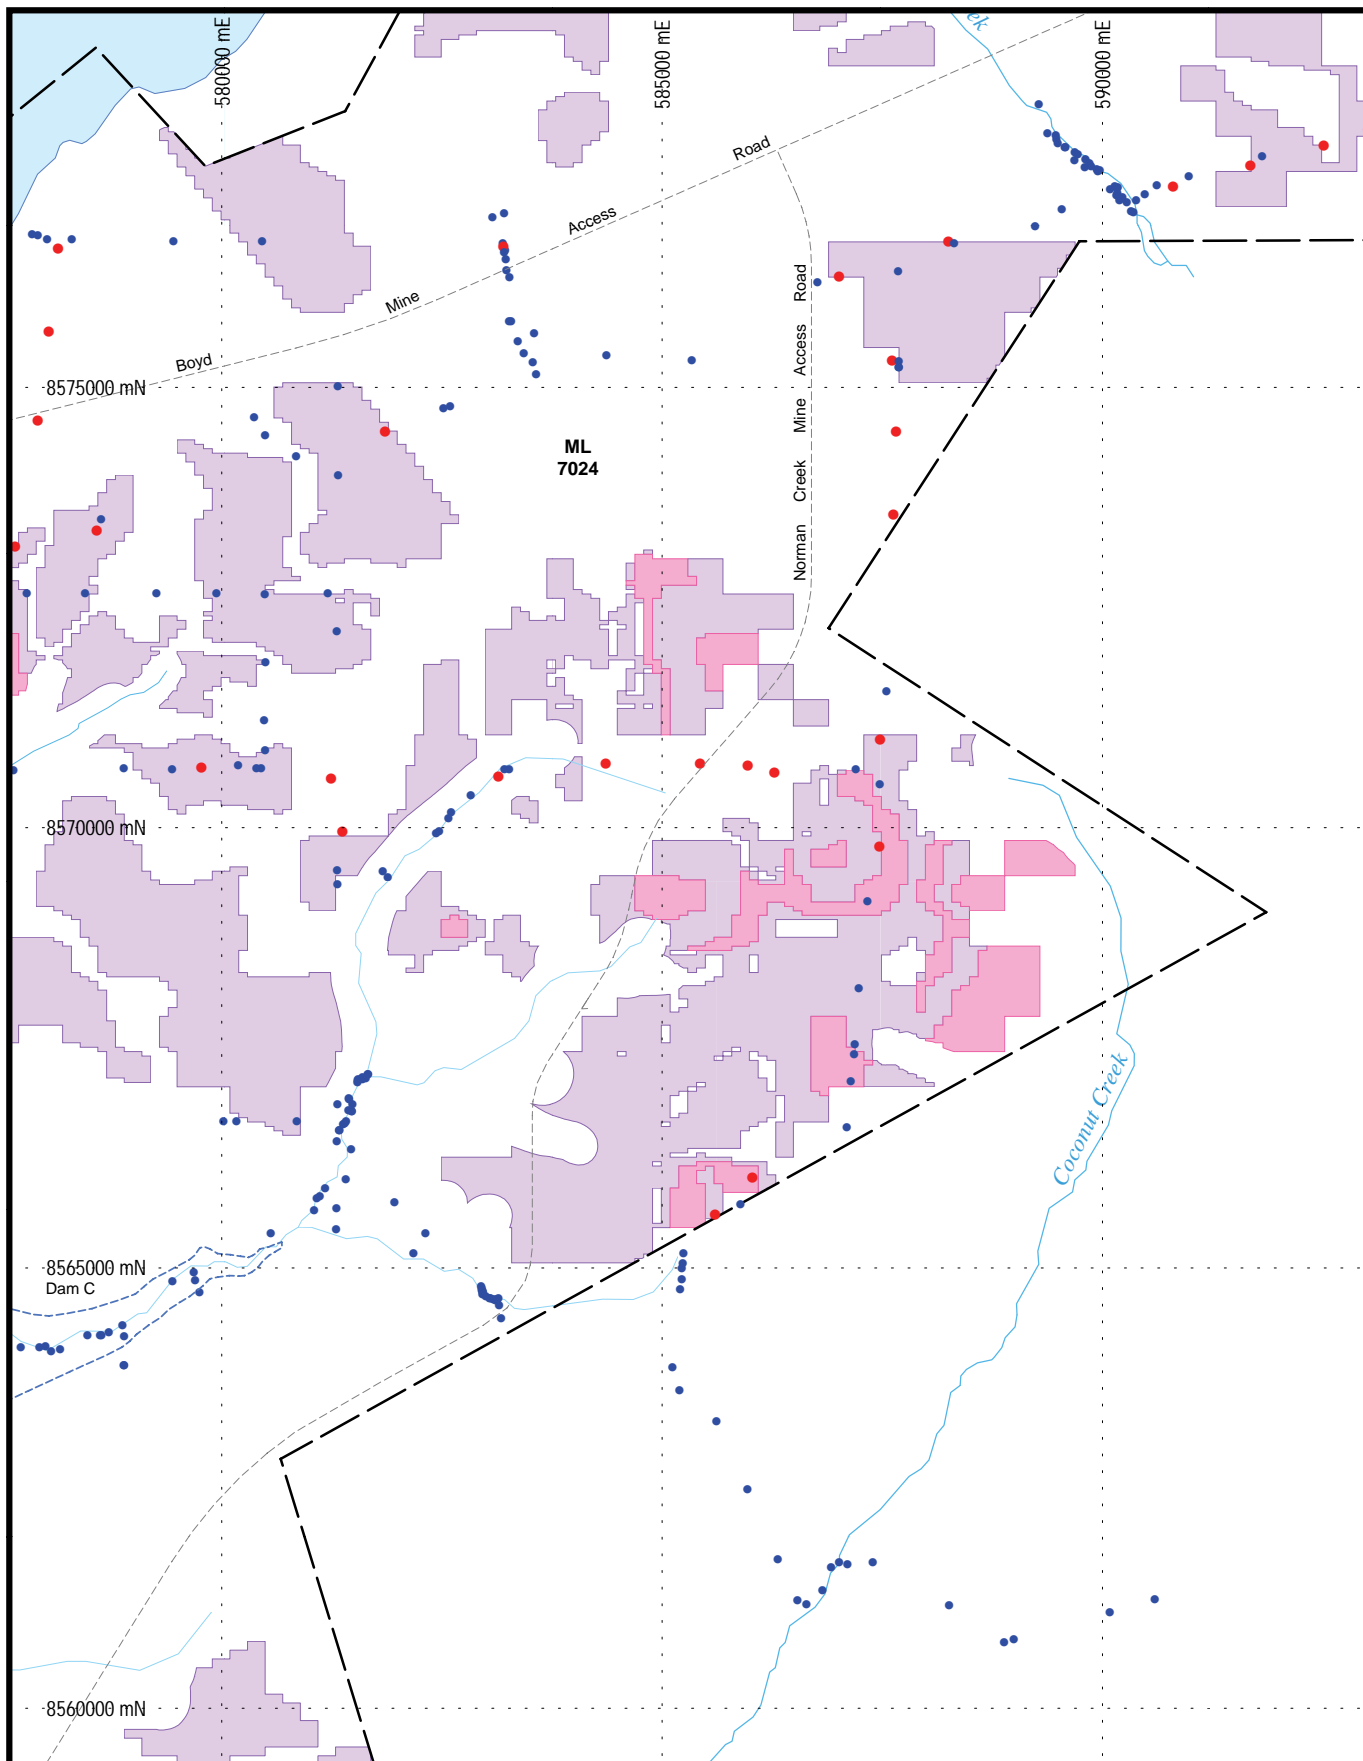 580000 mE
585000 mE
590000 mE
ek
Boyd Mine Access Road
8575000 mN
ML
7024
Norman Creek Mine Access Road
8570000 mN
Coconut Creek
8565000 mN
Dam C
8560000 mN